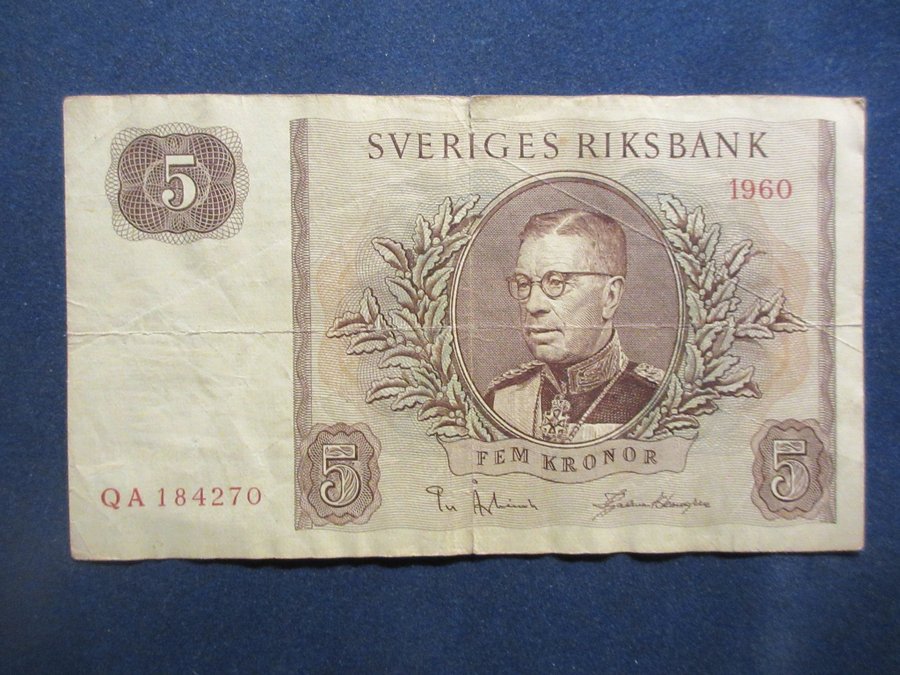 SVERIGES RIKSBANK
5
1960
FEM KRONOR
5
5
QA 184270